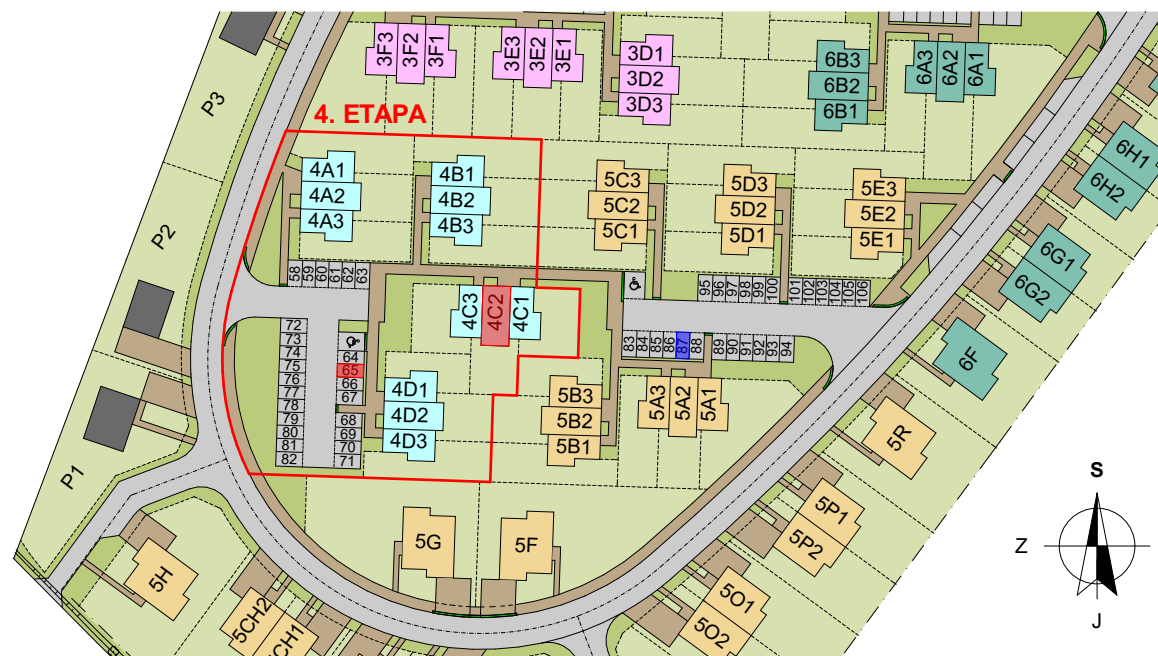 3F3
3F2
3F1
3E3
3E2
3E1
3D1
3D2
3D3
6B3
6B2
6B1
6A3
6A2
6A1
P3
4. ETAPA
6H1
6H2
4A1
4A2
4A3
4B1
4B2
4B3
5C3
5C2
5C1
5D3
5D2
5D1
5E3
5E2
5E1
P2
6G1
6G2
58
59
60
61
62
63
95
96
97
98
99
100
101
102
103
104
105
106
4C3
4C2
4C1
72
73
74
75
76
77
78
79
80
81
82
64
65
66
67
68
69
70
71
83
84
85
86
87
88
89
90
91
92
93
94
6F
4D1
4D2
4D3
5B3
5B2
5B1
5A3
5A2
5A1
5R
P1
S
Z
J
5P1
5P2
5G
5F
5H
5O1
5O2
5CH2
5CH1